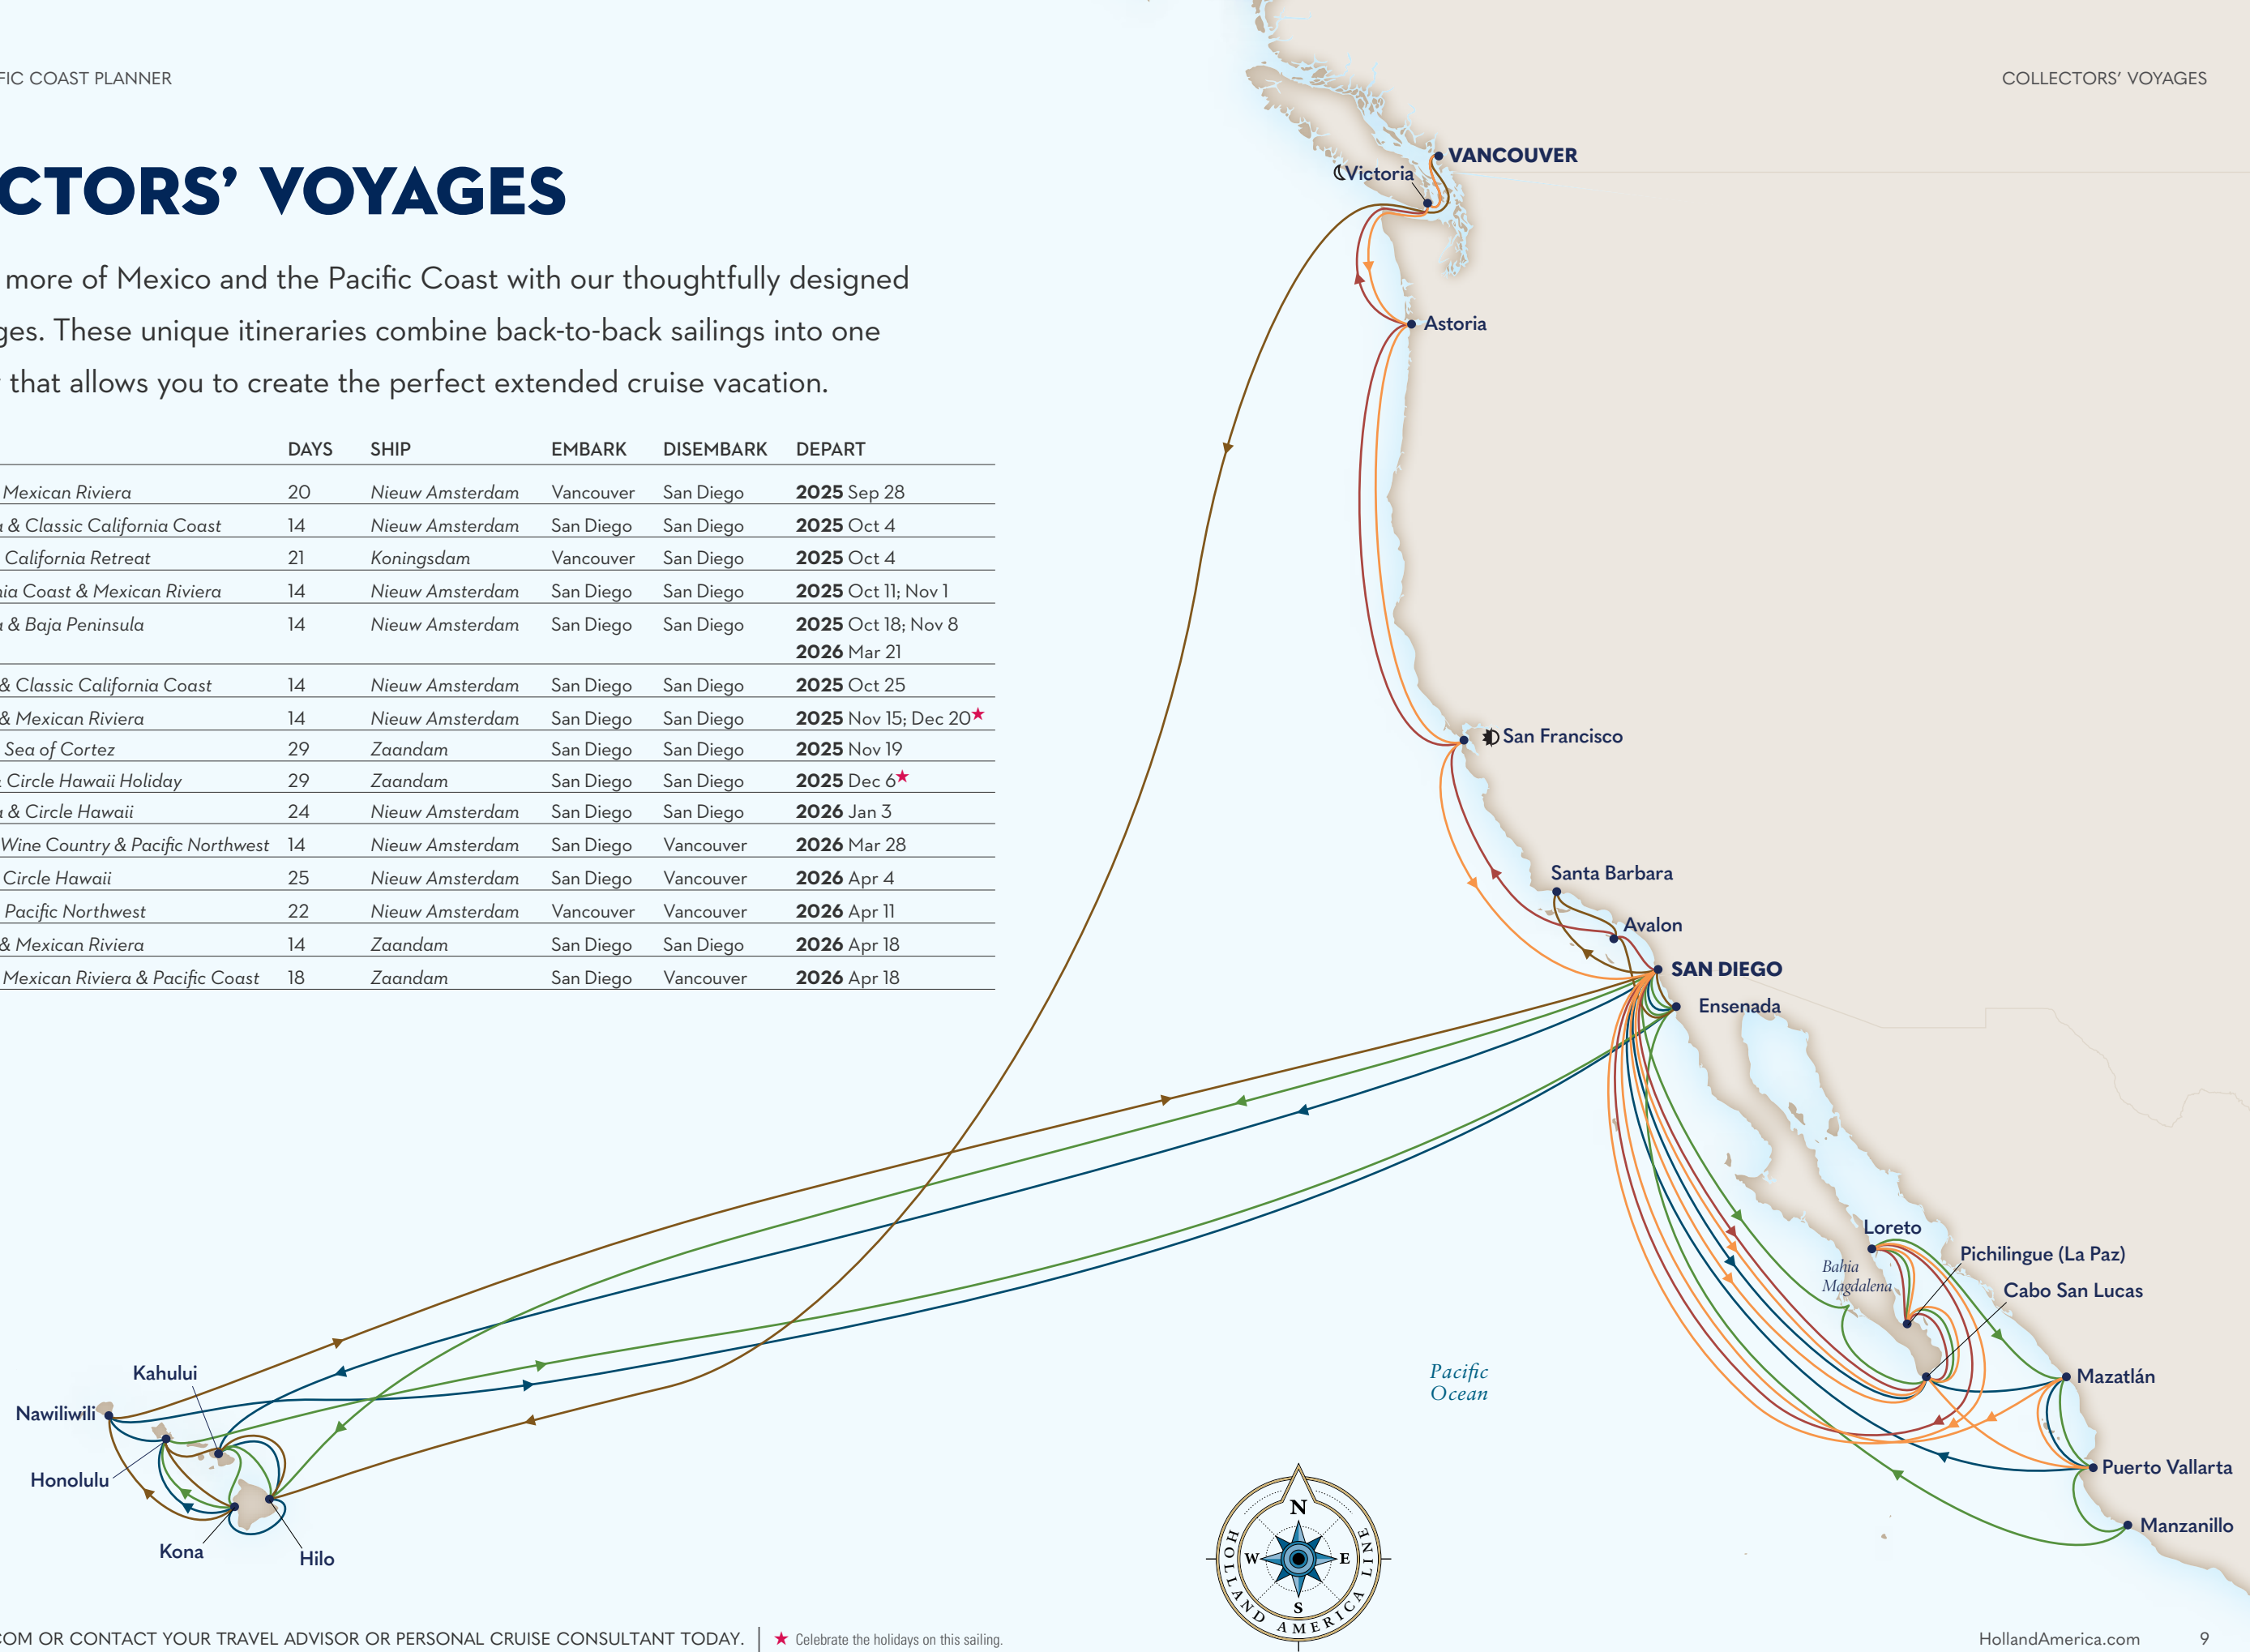 FIC COAST PLANNER
COLLECTORS’ VOYAGES
CTORS’ VOYAGES
more of Mexico and the Pacific Coast with our thoughtfully designed
ges. These unique itineraries combine back-to-back sailings into one
that allows you to create the perfect extended cruise vacation.
DAYS SHIP EMBARK DISEMBARK DEPART
Mexican Riviera 20 Nieuw Amsterdam Vancouver San Diego 2025 Sep 28
a & Classic California Coast 14 Nieuw Amsterdam San Diego San Diego 2025 Oct 4
California Retreat 21 Koningsdam Vancouver San Diego 2025 Oct 4
nia Coast & Mexican Riviera 14 Nieuw Amsterdam San Diego San Diego 2025 Oct 11; Nov 1
a & Baja Peninsula 14 Nieuw Amsterdam San Diego San Diego 2025 Oct 18; Nov 8
2026 Mar 21
& Classic California Coast 14 Nieuw Amsterdam San Diego San Diego 2025 Oct 25
& Mexican Riviera 14 Nieuw Amsterdam San Diego San Diego 2025 Nov 15; Dec 20★
Sea of Cortez 29 Zaandam San Diego San Diego 2025 Nov 19
Circle Hawaii Holiday 29 Zaandam San Diego San Diego 2025 Dec 6★
a & Circle Hawaii 24 Nieuw Amsterdam San Diego San Diego 2026 Jan 3
Wine Country & Pacific Northwest 14 Nieuw Amsterdam San Diego Vancouver 2026 Mar 28
Circle Hawaii 25 Nieuw Amsterdam San Diego Vancouver 2026 Apr 4
Pacific Northwest 22 Nieuw Amsterdam Vancouver Vancouver 2026 Apr 11
& Mexican Riviera 14 Zaandam San Diego San Diego 2026 Apr 18
Mexican Riviera & Pacific Coast 18 Zaandam San Diego Vancouver 2026 Apr 18
VANCOUVER
Victoria
Astoria
San Francisco
Santa Barbara
Avalon
SAN DIEGO
Ensenada
Loreto
Pichilingue (La Paz)
Bahia
Magdalena
Cabo San Lucas
Mazatlán
Puerto Vallarta
Manzanillo
Pacific
Ocean
Kahului
Nawiliwili
Honolulu
Kona
Hilo
N
W
E
S
HOLLAND AMERICA LINE
COM OR CONTACT YOUR TRAVEL ADVISOR OR PERSONAL CRUISE CONSULTANT TODAY. | ★ Celebrate the holidays on this sailing.
HollandAmerica.com 9